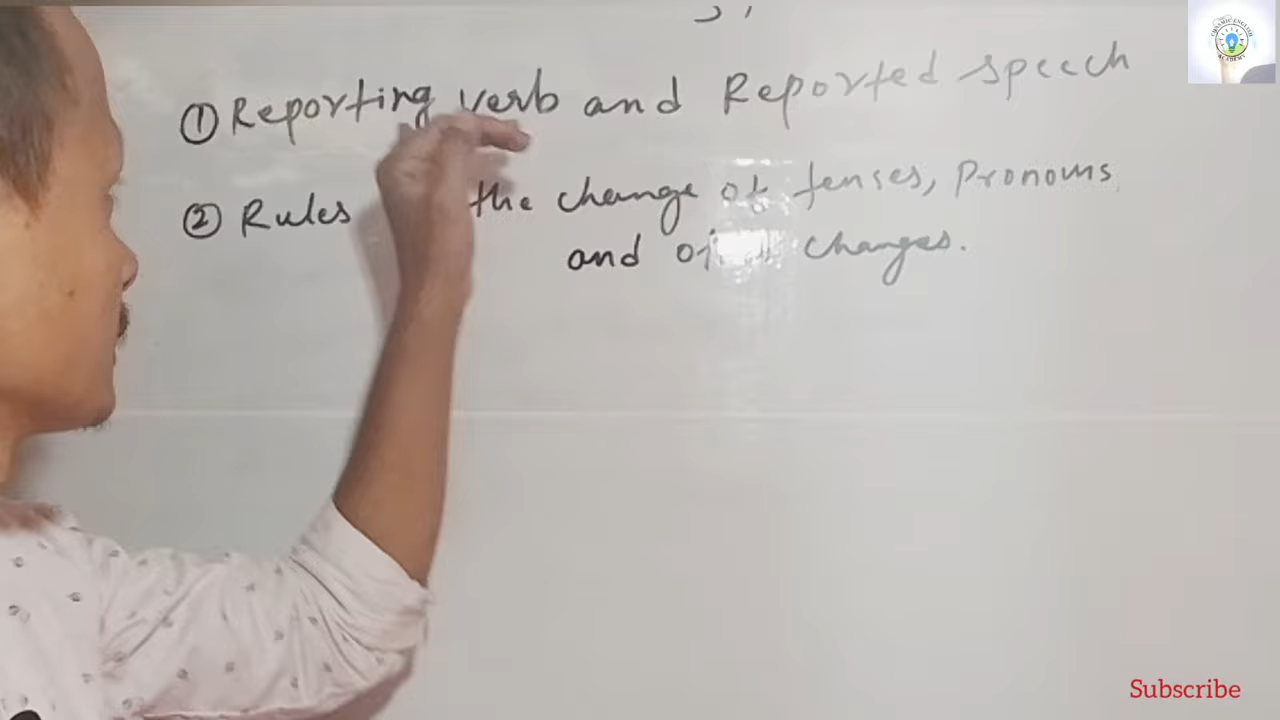 ① Reporting verb and Reported speech
② Rules the change of tenses, Pronouns
and changes.
Subscribe